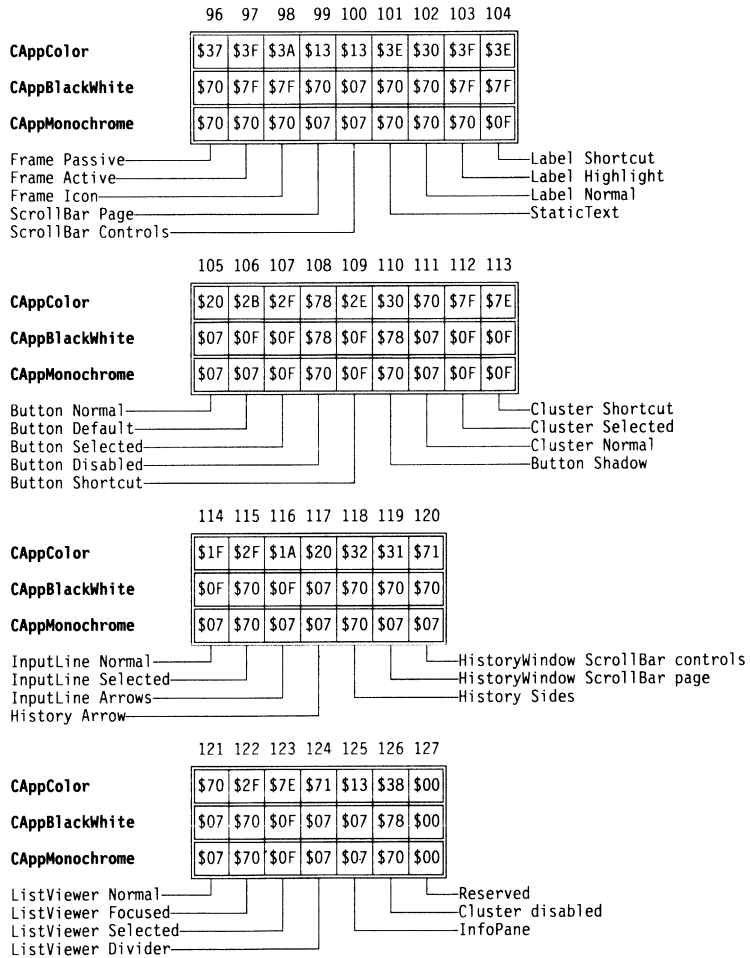 96 97 98 99 100 101 102 103 104
CAppColor $37 $3F $3A $13 $13 $3E $30 $3F $3E
CAppBlackWhite $70 $7F $7F $70 $07 $70 $70 $7F $7F
CAppMonochrome $70 $70 $70 $07 $07 $70 $70 $70 $0F
Frame Passive Label Shortcut
Frame Active Label Highlight
Frame Icon Label Normal
ScrollBar Page StaticText
ScrollBar Controls
105 106 107 108 109 110 111 112 113
CAppColor $20 $2B $2F $78 $2E $30 $70 $7F $7E
CAppBlackWhite $07 $0F $0F $78 $0F $78 $07 $0F $0F
CAppMonochrome $07 $07 $0F $70 $0F $70 $07 $0F $0F
Button Normal Cluster Shortcut
Button Default Cluster Selected
Button Selected Cluster Normal
Button Disabled Button Shadow
Button Shortcut
114 115 116 117 118 119 120
CAppColor $1F $2F $1A $20 $32 $31 $71
CAppBlackWhite $0F $70 $0F $07 $70 $70 $70
CAppMonochrome $07 $70 $07 $07 $70 $07 $07
InputLine Normal HistoryWindow ScrollBar controls
InputLine Selected HistoryWindow ScrollBar page
InputLine Arrows History Sides
History Arrow
121 122 123 124 125 126 127
CAppColor $70 $2F $7E $71 $13 $38 $00
CAppBlackWhite $07 $70 $0F $07 $07 $78 $00
CAppMonochrome $07 $70 $0F $07 $07 $70 $00
ListViewer Normal Reserved
ListViewer Focused Cluster disabled
ListViewer Selected InfoPane
ListViewer Divider